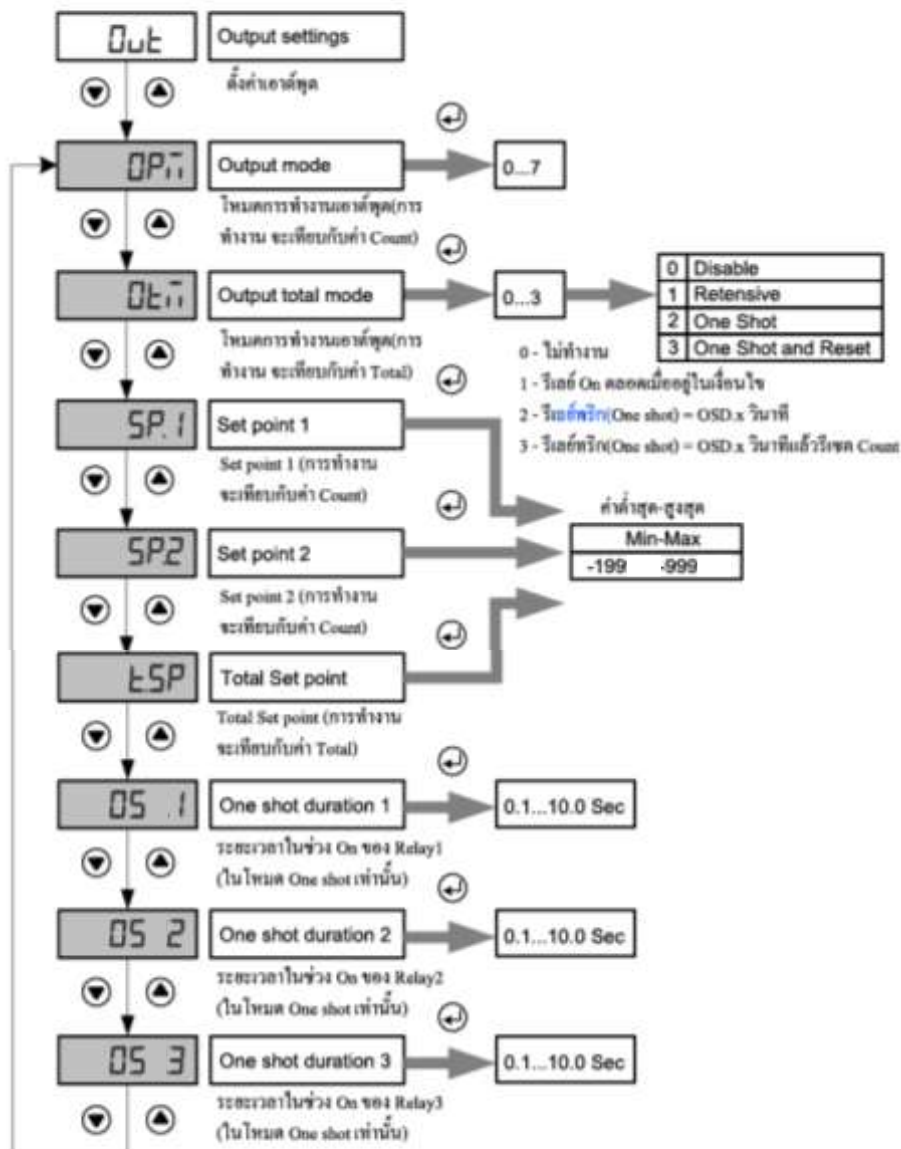 Out Output settings
ตั้งค่าเอาต์พุต
OPm Output mode 0...7
โหมดการทำงานเอาต์พุต(การ
ทำงาน จะเทียบกับค่า Count)
Otm Output total mode 0...3
0 Disable
1 Retensive
2 One Shot
3 One Shot and Reset
โหมดการทำงานเอาต์พุต(การ
ทำงาน จะเทียบกับค่า Total)
0 - ไม่ทำงาน
1 - รีเลย์ On ตลอดเมื่ออยู่ในเงื่อนไข
2 - รีเลย์ทริก(One shot) = OSD.x วินาที
3 - รีเลย์ทริก(One shot) = OSD.x วินาทีแล้วรีเซต Count
SP.1 Set point 1
Set point 1 (การทำงาน
จะเทียบกับค่า Count)
ค่าต่ำสุด-สูงสุด
Min-Max
-199 -999
SP.2 Set point 2
Set point 2 (การทำงาน
จะเทียบกับค่า Count)
tSP Total Set point
Total Set point (การทำงาน
จะเทียบกับค่า Total)
OS .1 One shot duration 1 0.1...10.0 Sec
ระยะเวลาในช่วง On ของ Relay1
(ในโหมด One shot เท่านั้น)
OS 2 One shot duration 2 0.1...10.0 Sec
ระยะเวลาในช่วง On ของ Relay2
(ในโหมด One shot เท่านั้น)
OS 3 One shot duration 3 0.1...10.0 Sec
ระยะเวลาในช่วง On ของ Relay3
(ในโหมด One shot เท่านั้น)